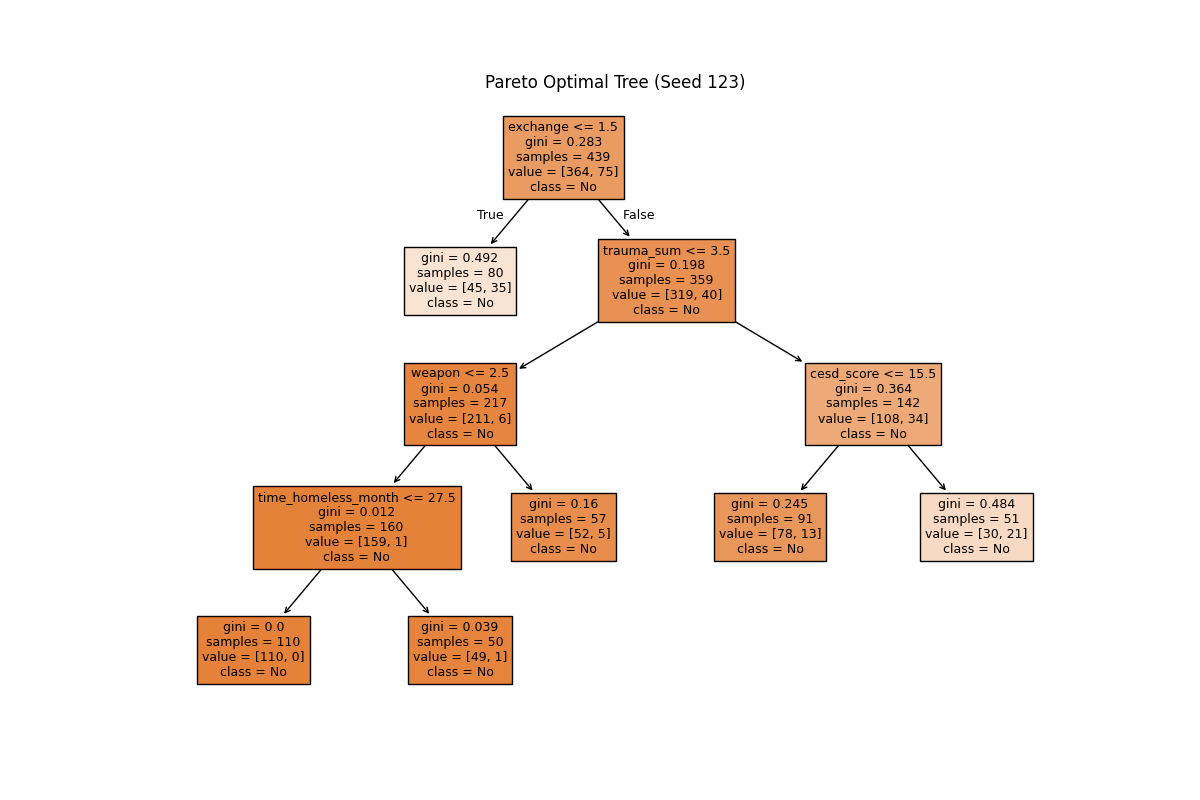 Pareto Optimal Tree (Seed 123)
exchange <= 1.5
gini = 0.283
samples = 439
value = [364, 75]
class = No
True
False
gini = 0.492
samples = 80
value = [45, 35]
class = No
trauma_sum <= 3.5
gini = 0.198
samples = 359
value = [319, 40]
class = No
weapon <= 2.5
gini = 0.054
samples = 217
value = [211, 6]
class = No
cesd_score <= 15.5
gini = 0.364
samples = 142
value = [108, 34]
class = No
time_homeless_month <= 27.5
gini = 0.012
samples = 160
value = [159, 1]
class = No
gini = 0.16
samples = 57
value = [52, 5]
class = No
gini = 0.245
samples = 91
value = [78, 13]
class = No
gini = 0.484
samples = 51
value = [30, 21]
class = No
gini = 0.0
samples = 110
value = [110, 0]
class = No
gini = 0.039
samples = 50
value = [49, 1]
class = No